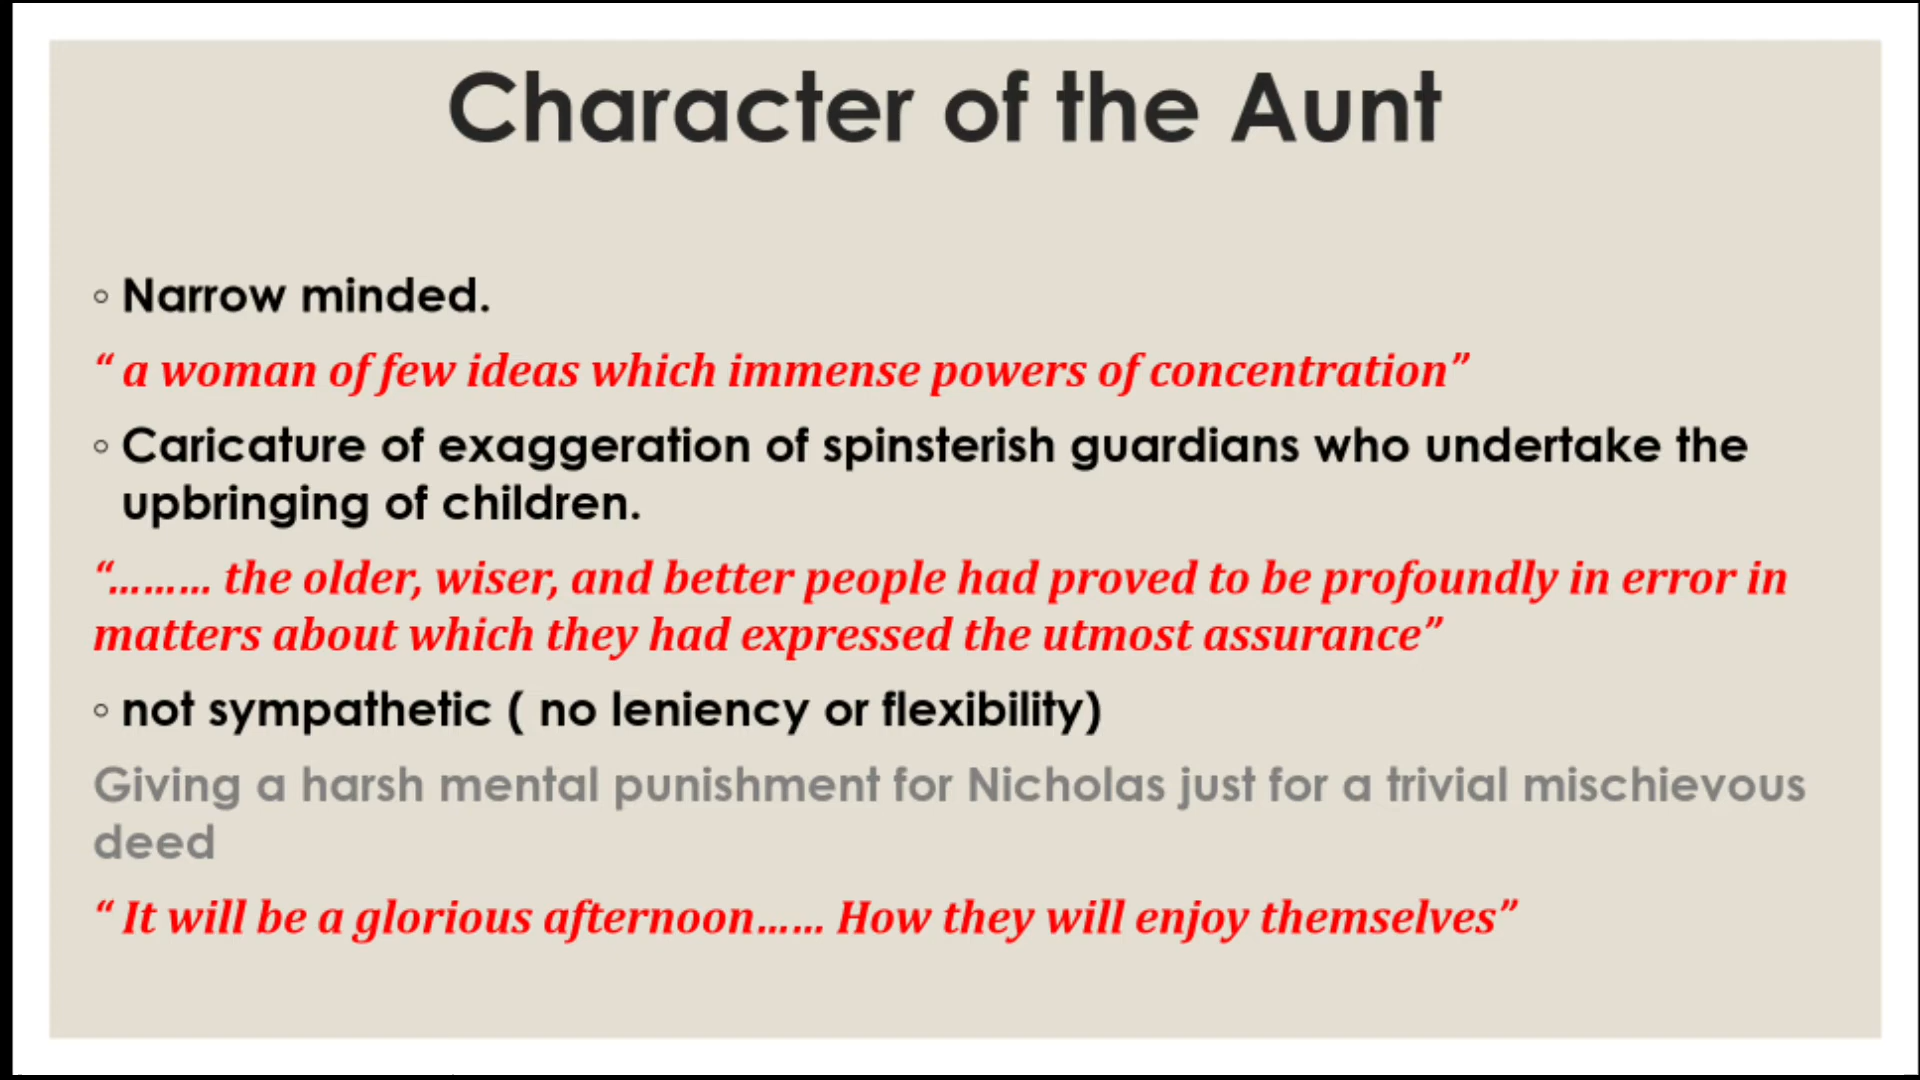 Character of the Aunt
◦ Narrow minded.
“ a woman of few ideas which immense powers of concentration”
◦ Caricature of exaggeration of spinsterish guardians who undertake the
upbringing of children.
“……… the older, wiser, and better people had proved to be profoundly in error in
matters about which they had expressed the utmost assurance”
◦ not sympathetic ( no leniency or flexibility)
Giving a harsh mental punishment for Nicholas just for a trivial mischievous
deed
“ It will be a glorious afternoon…… How they will enjoy themselves”